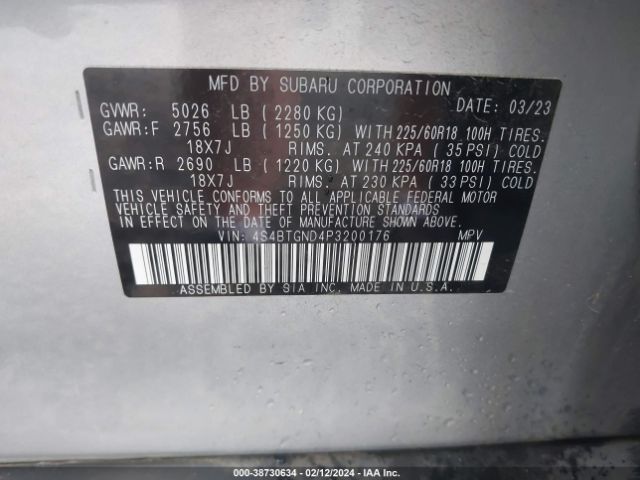 MFD BY SUBARU CORPORATION
GVWR: 5026 LB ( 2280 KG) DATE: 03/23
GAWR:F 2756 LB ( 1250 KG) WITH 225/60R18 100H TIRES.
18X7J RIMS. AT 240 KPA ( 35 PSI) COLD
GAWR:R 2690 LB ( 1220 KG) WITH 225/60R18 100H TIRES.
18X7J RIMS. AT 230 KPA ( 33 PSI) COLD
THIS VEHICLE CONFORMS TO ALL APPLICABLE FEDERAL MOTOR
VEHICLE SAFETY AND THEFT PREVENTION STANDARDS
IN EFFECT ON THE DATE OF MANUFACTURE SHOWN ABOVE.
VIN: 4S4BTGND4P3200176 MPV
ASSEMBLED BY SIA INC. MADE IN U.S.A.
000-38730634 - 02/12/2024 - IAA Inc.